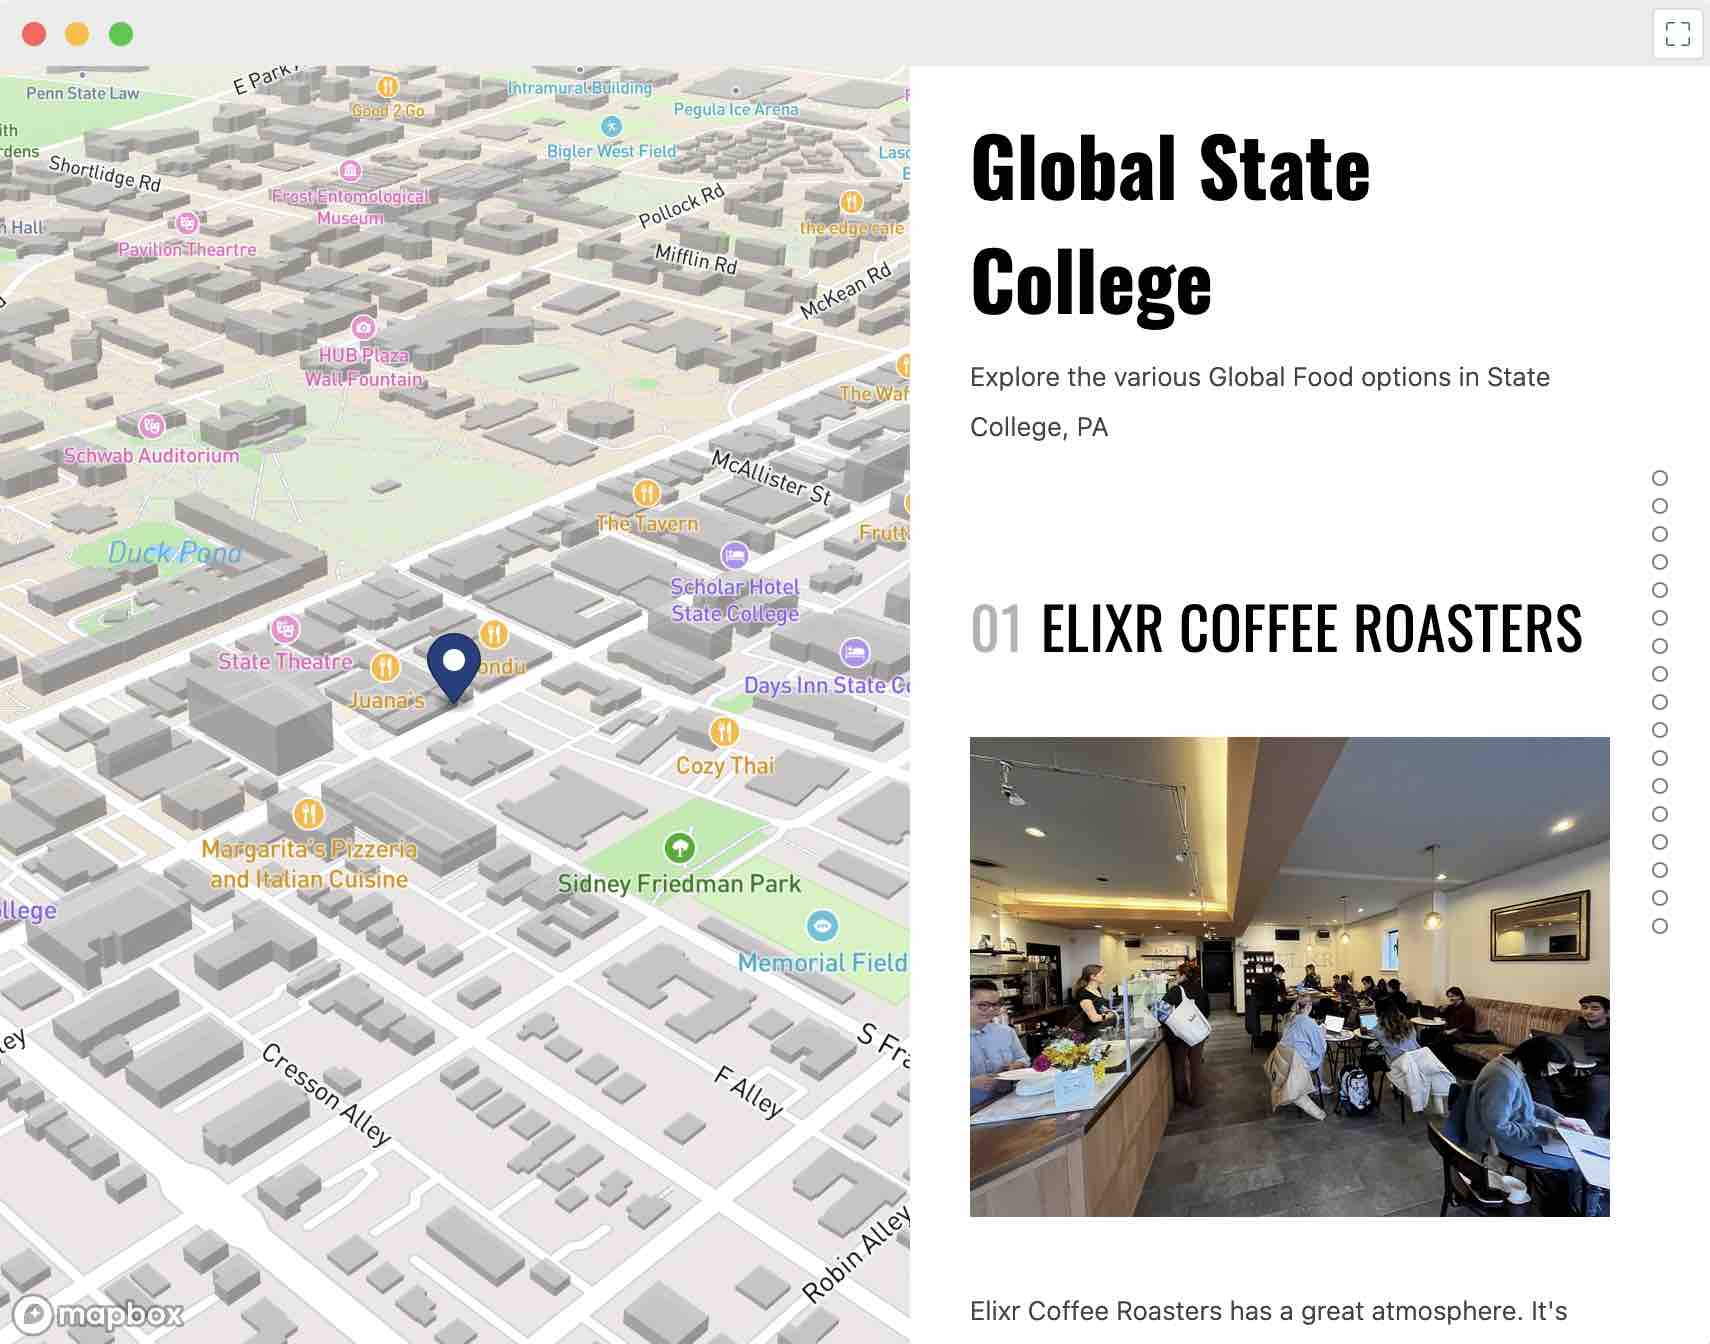 Penn State Law
E Park
Good 2 Go
Intramural Building
Pegula Ice Arena
Bigler West Field
Shortlidge Rd
Frost Entomological
Museum
Pollock Rd
the edge cafe
Hall
Pavilion Theartre
Mifflin Rd
McKean Rd
HUB Plaza
Wall Fountain
The Waf
Schwab Auditorium
McAllister St
The Tavern
Frutt
Duck Pond
Scholar Hotel
State College
State Theatre
ondu
Juana's
Days Inn State Co
Cozy Thai
Margarita's Pizzeria
and Italian Cuisine
Sidney Friedman Park
llege
Memorial Field
ley
Cresson Alley
S Fra
F Alley
Robin Alley
mapbox
Global State
College
Explore the various Global Food options in State
College, PA
01 ELIXR COFFEE ROASTERS
ELIXR
Elixr Coffee Roasters has a great atmosphere. It's